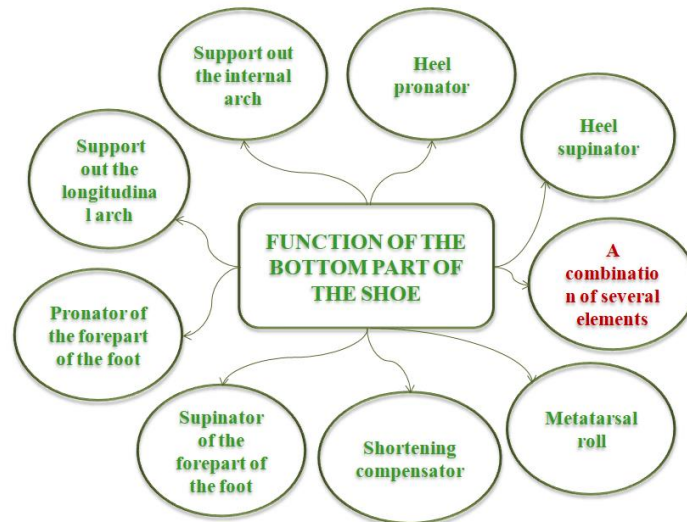 Support out
the internal
arch
Heel
pronator
Heel
supinator
Support
out the
longitudina
l arch
FUNCTION OF THE
BOTTOM PART OF
THE SHOE
A
combinatio
n of several
elements
Pronator of
the forepart
of the foot
Supinator
of the
forepart of
the foot
Shortening
compensator
Metatarsal
roll